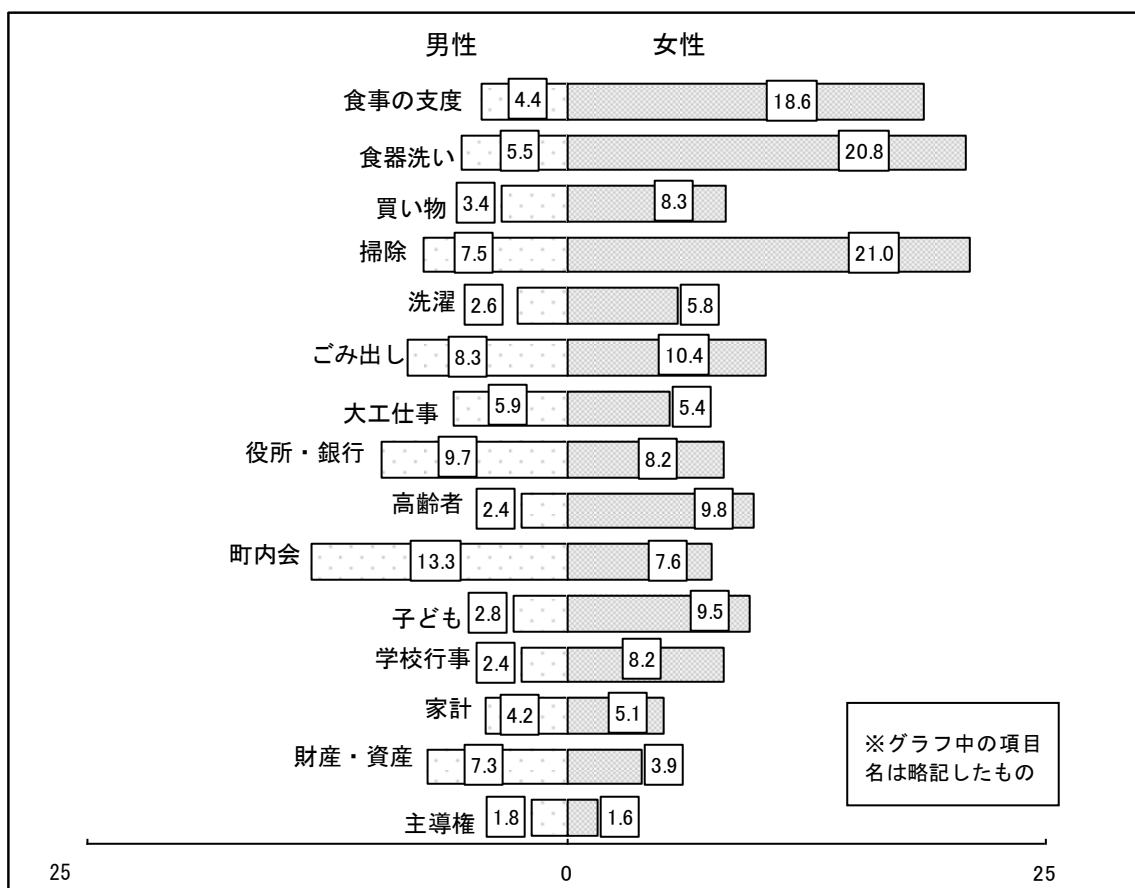 男性 女性
食事の支度 4.4 18.6
食器洗い 5.5 20.8
買い物 3.4 8.3
掃除 7.5 21.0
洗濯 2.6 5.8
ごみ出し 8.3 10.4
大工仕事 5.9 5.4
役所・銀行 9.7 8.2
高齢者 2.4 9.8
町内会 13.3 7.6
子ども 2.8 9.5
学校行事 2.4 8.2
家計 4.2 5.1
財産・資産 7.3 3.9
主導権 1.8 1.6
※グラフ中の項目
名は略記したもの
25 0 25